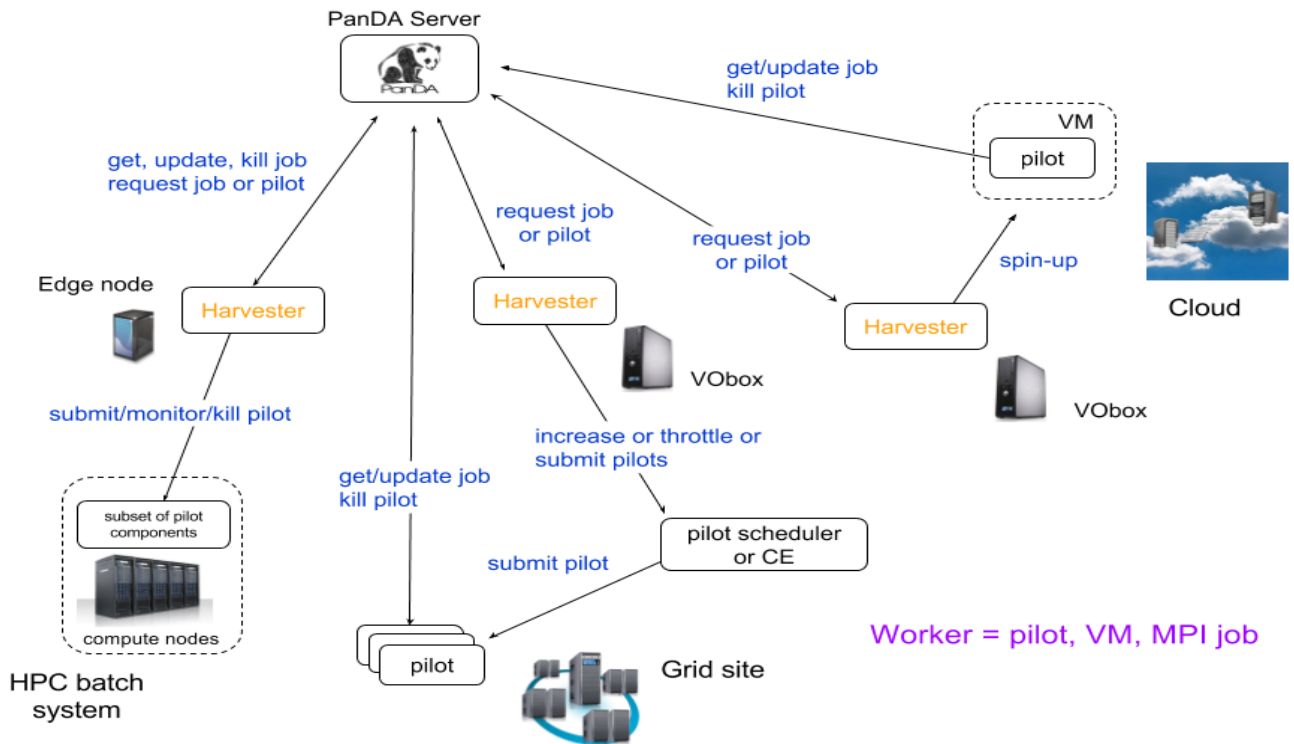 PanDA Server
PanDA
get/update job
kill pilot
VM
pilot
get, update, kill job
request job or pilot
request job
or pilot
request job
or pilot
spin-up
Edge node
Harvester
Harvester
Harvester
Cloud
VObox
VObox
submit/monitor/kill pilot
increase or throttle or
submit pilots
get/update job
kill pilot
subset of pilot
components
pilot scheduler
or CE
submit pilot
compute nodes
Worker = pilot, VM, MPI job
pilot
Grid site
HPC batch
system